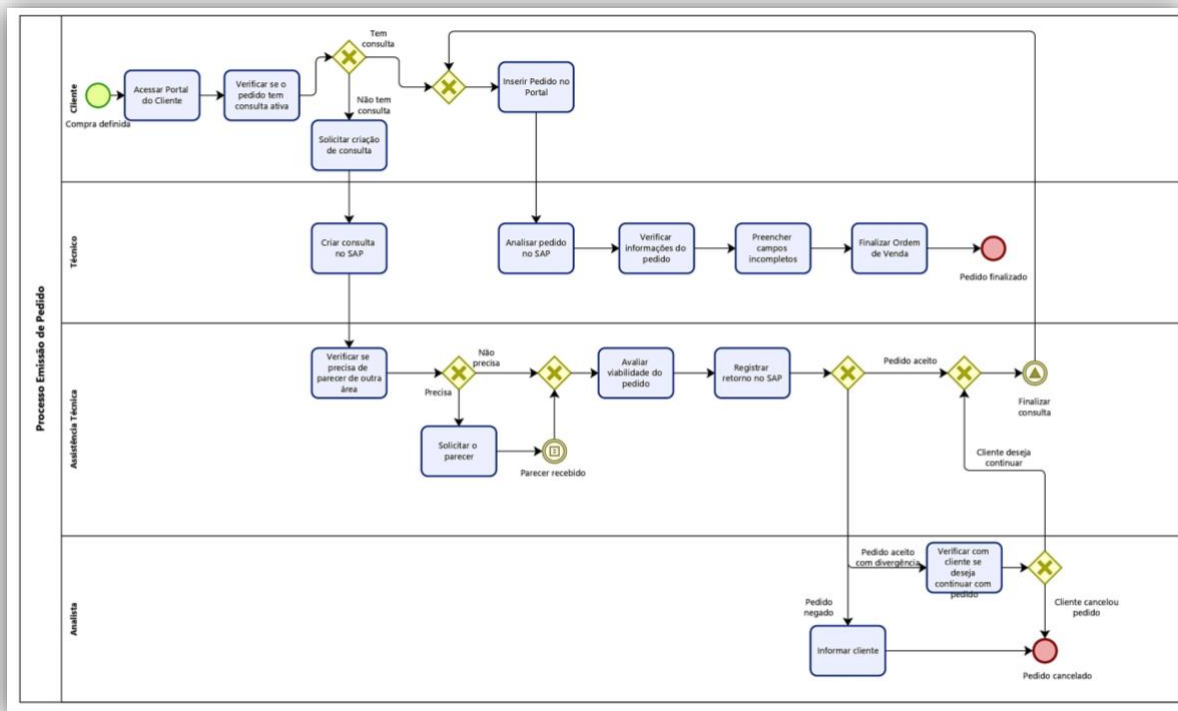 Processo Emissão de Pedido
Cliente
Compra definida
Acessar Portal
do Cliente
Verificar se o
pedido tem
consulta ativa
Tem
consulta
Não tem
consulta
Solicitar criação
de consulta
Inserir Pedido no
Portal
Técnico
Criar consulta
no SAP
Analisar pedido
no SAP
Verificar
informações do
pedido
Preencher
campos
incompletos
Finalizar Ordem
de Venda
Pedido finalizado
Assistência Técnica
Verificar se
precisa de
parecer de outra
área
Não
precisa
Precisa
Solicitar o
parecer
Parecer recebido
Avaliar
viabilidade do
pedido
Registrar
retorno no SAP
Pedido aceito
Finalizar
consulta
Cliente deseja
continuar
Analista
Pedido aceito
com divergência
Verificar com
cliente se
deseja
continuar com
pedido
Pedido
negado
Informar cliente
Cliente cancelou
pedido
Pedido cancelado